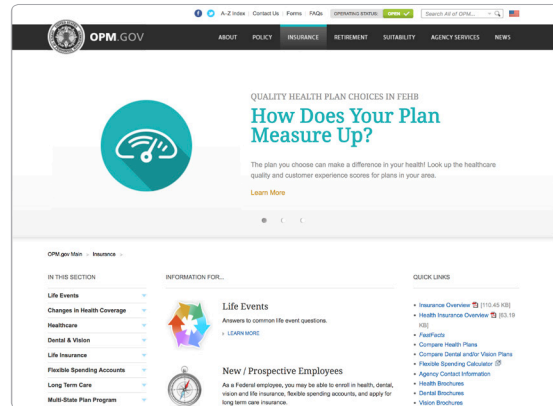 A-Z Index Contact Us Forms FAQs OPERATING STATUS: OPEN Search All of OPM...
OPM.GOV ABOUT POLICY INSURANCE RETIREMENT SUITABILITY AGENCY SERVICES NEWS
QUALITY HEALTH PLAN CHOICES IN FEHB
How Does Your Plan
Measure Up?
The plan you choose can make a difference in your health! Look up the healthcare
quality and customer experience scores for plans in your area.
Learn More
OPM.gov Main » Insurance »
IN THIS SECTION
Life Events
Changes in Health Coverage
Healthcare
Dental & Vision
Life Insurance
Flexible Spending Accounts
Long Term Care
Multi-State Plan Program
INFORMATION FOR...
Life Events
Answers to common life event questions.
» LEARN MORE
New / Prospective Employees
As a Federal employee, you may be able to enroll in health, dental,
vision and life insurance, flexible spending accounts, and apply for
long term care insurance.
QUICK LINKS
• Insurance Overview [110.45 KB]
• Health Insurance Overview [83.19
KB]
• FastFacts
• Compare Health Plans
• Compare Dental and/or Vision Plans
• Flexible Spending Calculator
• Agency Contact Information
• Health Brochures
• Dental Brochures
• Vision Brochures